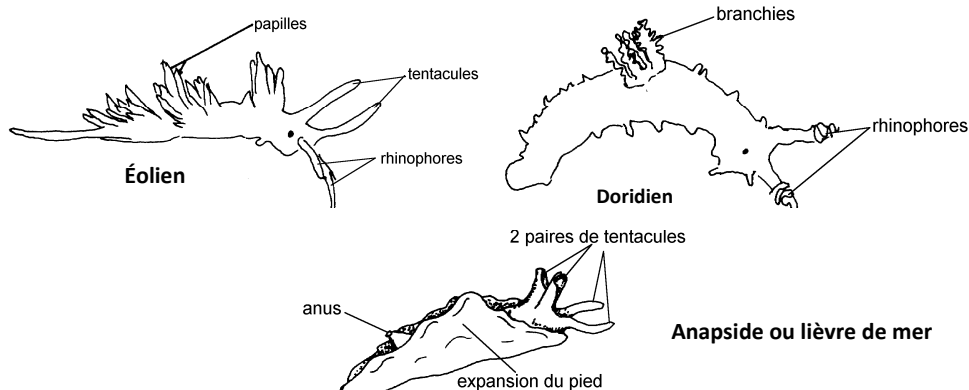 papilles
tentacules
rhinophores
Éolien
branchies
rhinophores
Doridien
2 paires de tentacules
anus
expansion du pied
Anapside ou lièvre de mer